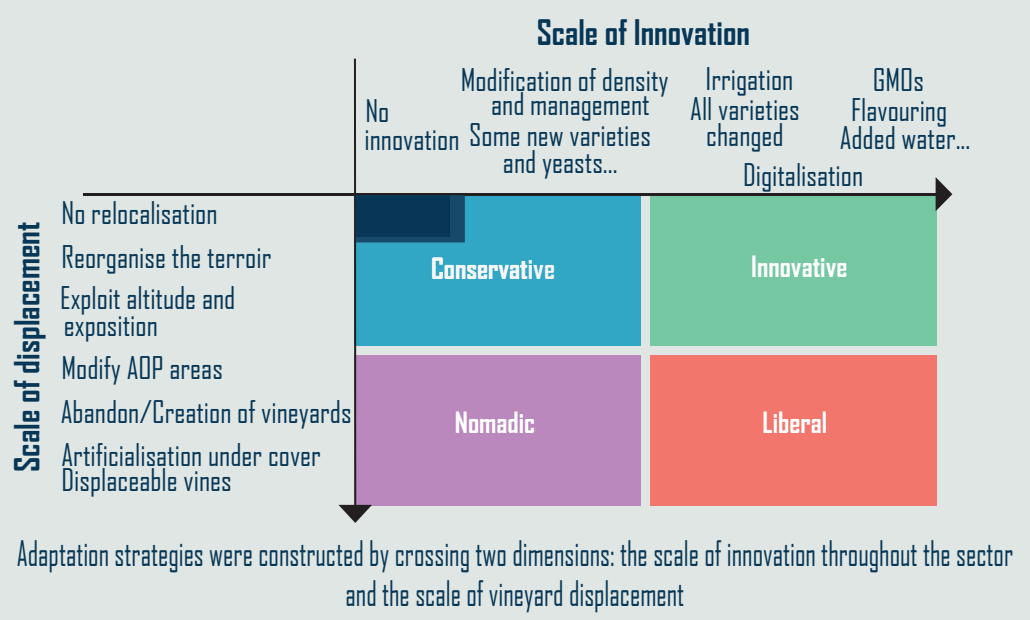 Scale of Innovation
No
innovation
Modification of density
and management
Some new varieties
and yeasts...
Irrigation
All varieties
changed
GMOs
Flavouring
Added water...
Digitalisation
Scale of displacement
No relocalisation
Reorganise the terroir
Exploit altitude and
exposition
Modify AOP areas
Abandon/Creation of vineyards
Artificialisation under cover
Displaceable vines
Conservative
Innovative
Nomadic
Liberal
Adaptation strategies were constructed by crossing two dimensions: the scale of innovation throughout the sector
and the scale of vineyard displacement